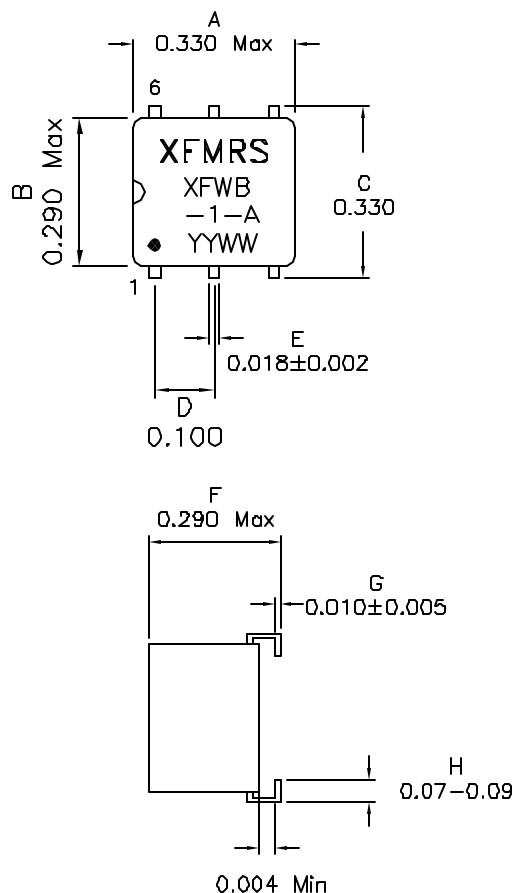 A
0.330 Max
6
B
0.290 Max
XFMRS
XFWB
-1-A
YYWW
C
0.330
1
E
0.018±0.002
D
0.100
F
0.290 Max
G
0.010±0.005
H
0.07-0.09
0.004 Min